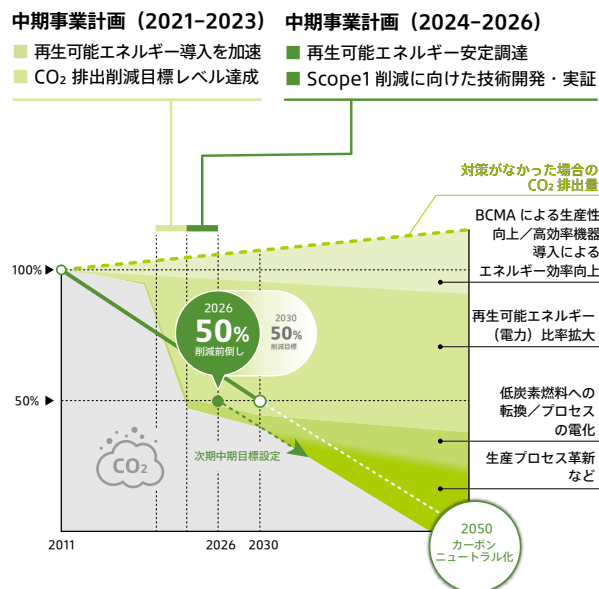 中期事業計画（2021−2023）
再生可能エネルギー導入を加速
CO₂ 排出削減目標レベル達成
中期事業計画（2024−2026）
再生可能エネルギー安定調達
Scope1 削減に向けた技術開発・実証
対策がなかった場合の
CO₂ 排出量
BCMA による生産性
向上／高効率機器
導入による
エネルギー効率向上
100%
2026
50%
削減前倒し
2030
50%
削減目標
再生可能エネルギー
（電力）比率拡大
50%
低炭素燃料への
転換／プロセス
の電化
CO₂
次期中期目標設定
生産プロセス革新
など
2050
カーボン
ニュートラル化
2011
2026
2030